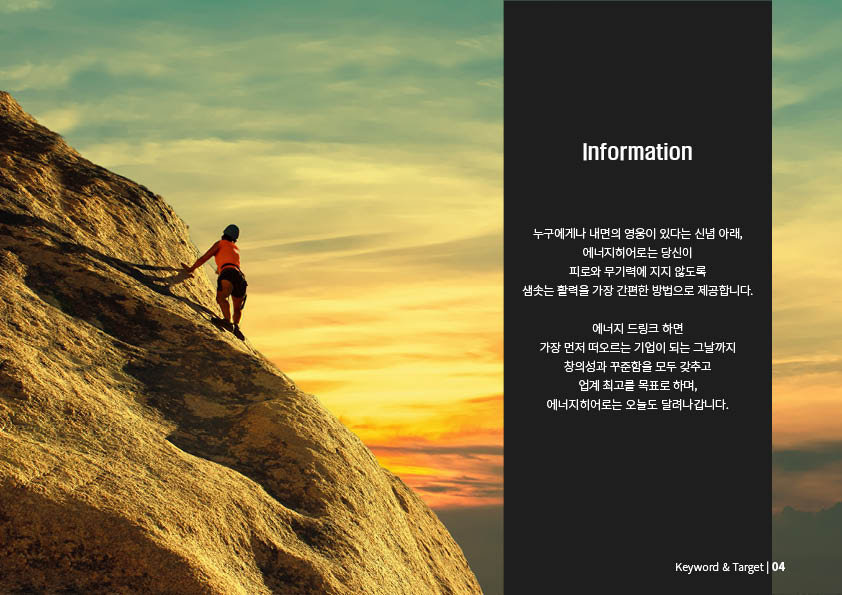 Information
누구에게나 내면의 영웅이 있다는 신념 아래,
에너지히어로는 당신이
피로와 무기력에 지지 않도록
샘솟는 활력을 가장 간편한 방법으로 제공합니다.
에너지 드링크 하면
가장 먼저 떠오르는 기업이 되는 그날까지
창의성과 꾸준함을 모두 갖추고
업계 최고를 목표로 하며,
에너지히어로는 오늘도 달려나갑니다.
Keyword & Target | 04